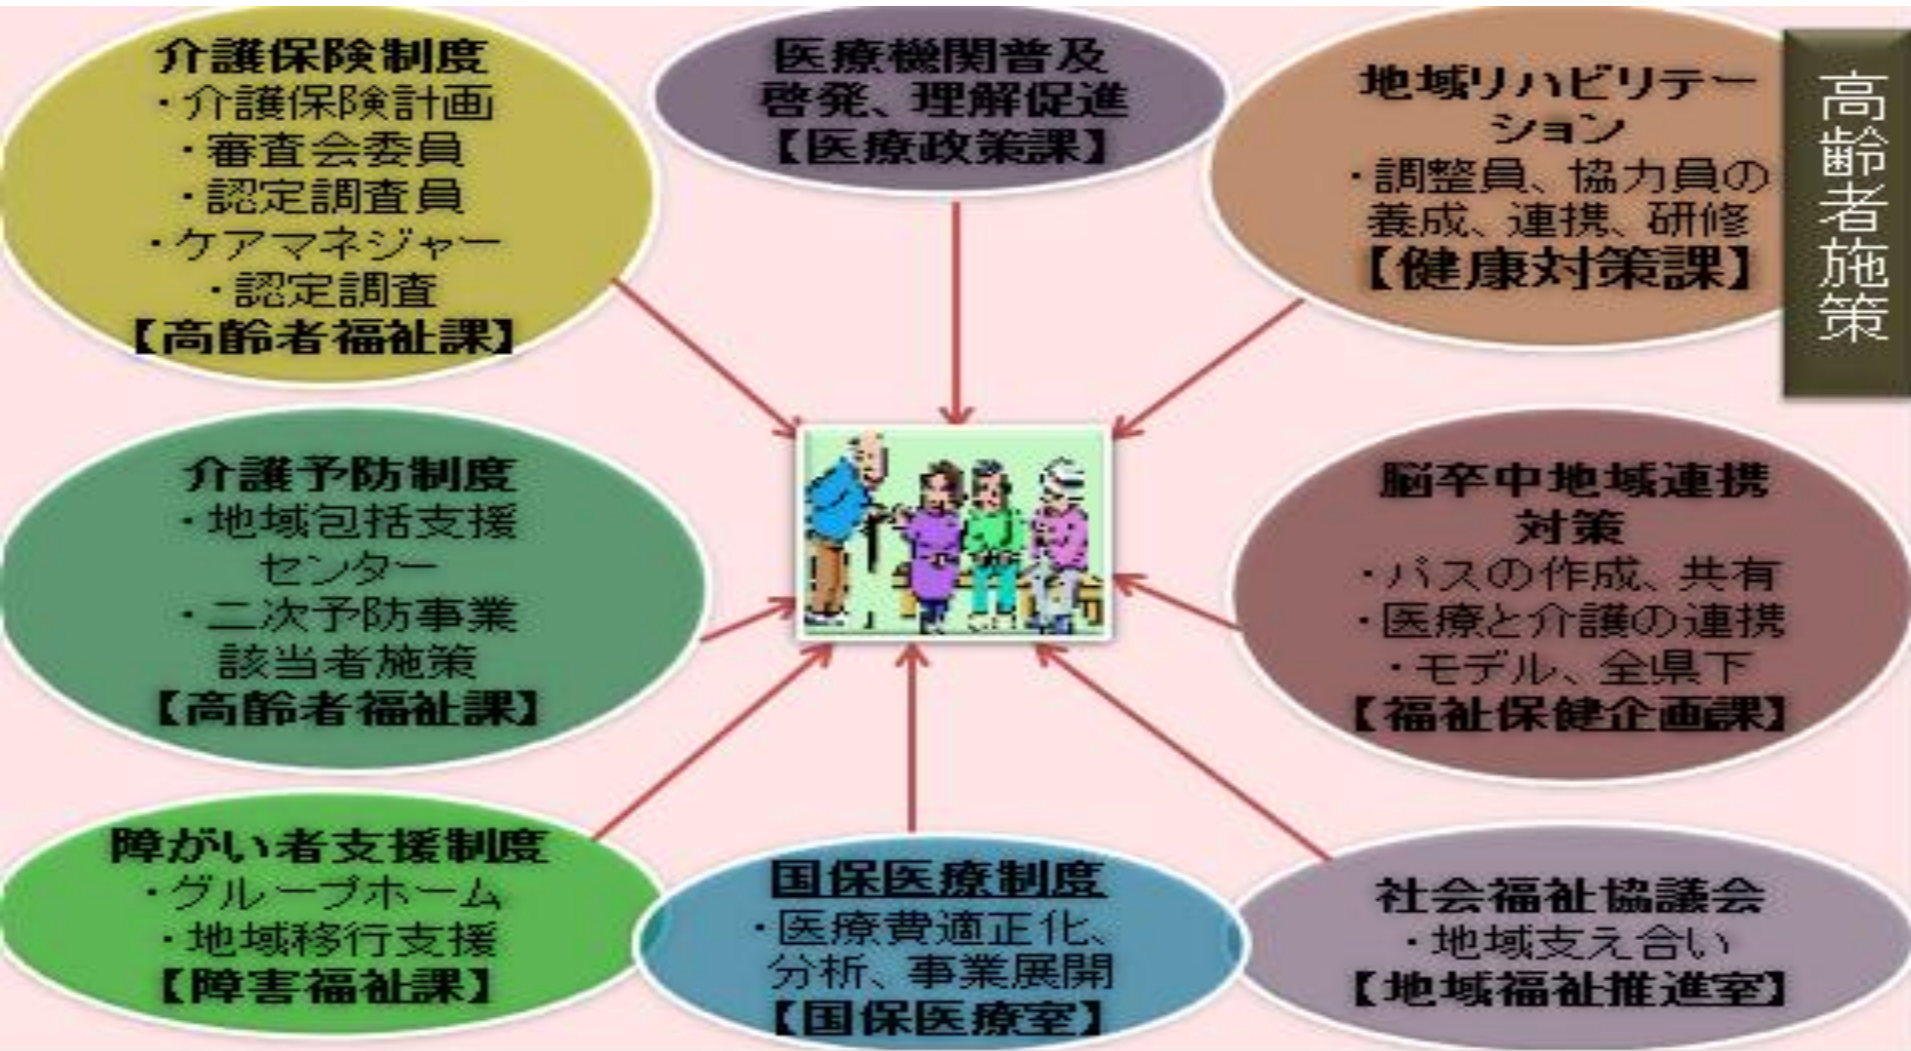 介護保険制度
・介護保険計画
・審査会委員
・認定調査員
・ケアマネジャー
・認定調査
【高齢者福祉課】
医療機関普及
啓発、理解促進
【医療政策課】
地域リハビリテー
ション
・調整員、協力員の
養成、連携、研修
【健康対策課】
高齢者施策
介護予防制度
・地域包括支援
センター
・二次予防事業
該当者施策
【高齢者福祉課】
脳卒中地域連携
対策
・パスの作成、共有
・医療と介護の連携
・モデル、全県下
【福祉保健企画課】
障がい者支援制度
・グループホーム
・地域移行支援
【障害福祉課】
国保医療制度
・医療費適正化、
分析、事業展開
【国保医療室】
社会福祉協議会
・地域支え合い
【地域福祉推進室】